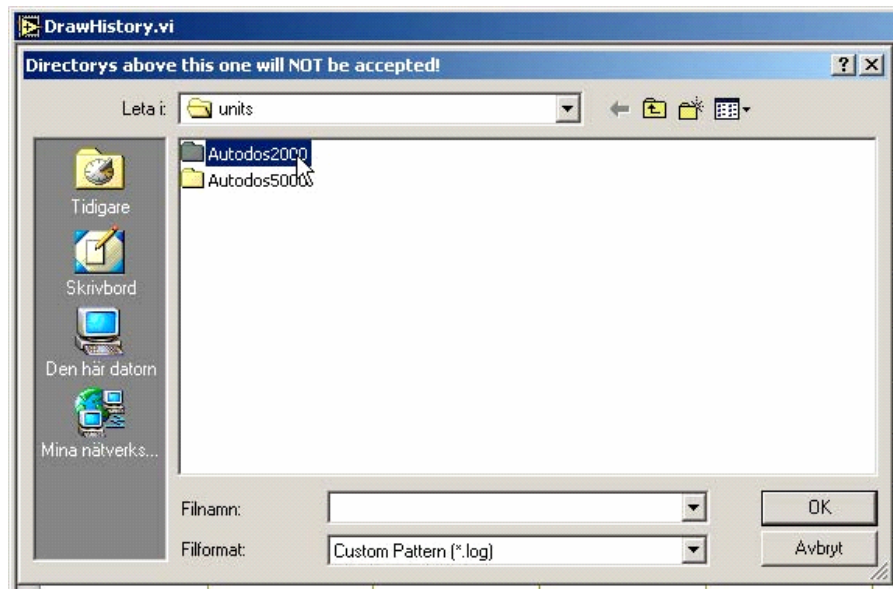 DrawHistory.vi
Directorys above this one will NOT be accepted!
Leta i: units
Autodos2000
Tidigare
Skrivbord
Den här datorn
Mina nätverks...
Filnamn:
OK
Filformat: Custom Pattern (*.log)
Avbryt